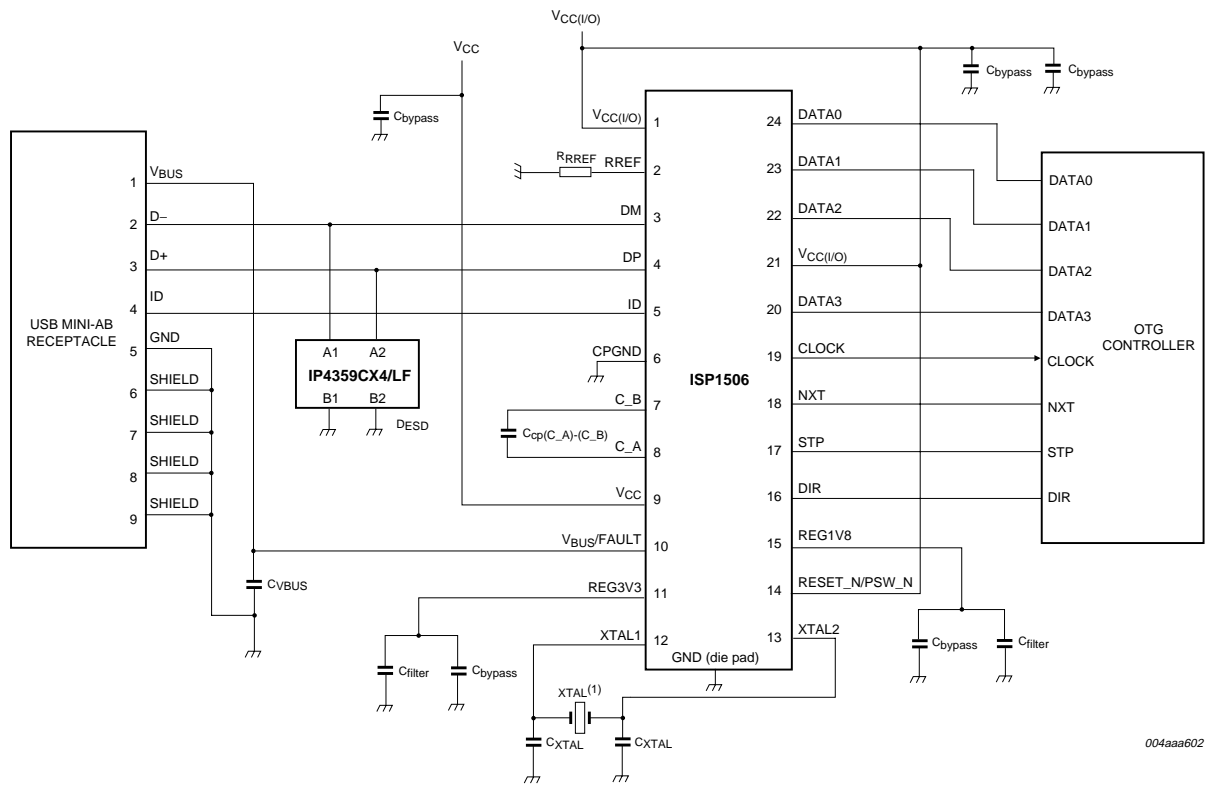 VCC(I/O)
VCC
Cbypass
Cbypass
Cbypass
USB MINI-AB
RECEPTACLE
1
VBUS
2
D−
3
D+
4
ID
5
GND
6
SHIELD
7
SHIELD
8
SHIELD
9
SHIELD
CVBUS
A1
A2
IP4359CX4/LF
B1
B2
DESD
ISP1506
VCC(I/O)
1
RRREF
RREF
2
DM
3
DP
4
ID
5
CPGND
6
C_B
7
Ccp(C_A)-(C_B)
C_A
8
VCC
9
VBUS/FAULT
10
REG3V3
11
XTAL1
12
GND (die pad)
24
DATA0
23
DATA1
22
DATA2
21
VCC(I/O)
20
DATA3
19
CLOCK
18
NXT
17
STP
16
DIR
15
REG1V8
14
RESET_N/PSW_N
13
XTAL2
OTG
CONTROLLER
DATA0
DATA1
DATA2
DATA3
CLOCK
NXT
STP
DIR
Cfilter
Cbypass
XTAL(1)
CXTAL
CXTAL
Cbypass
Cfilter
004aaa602